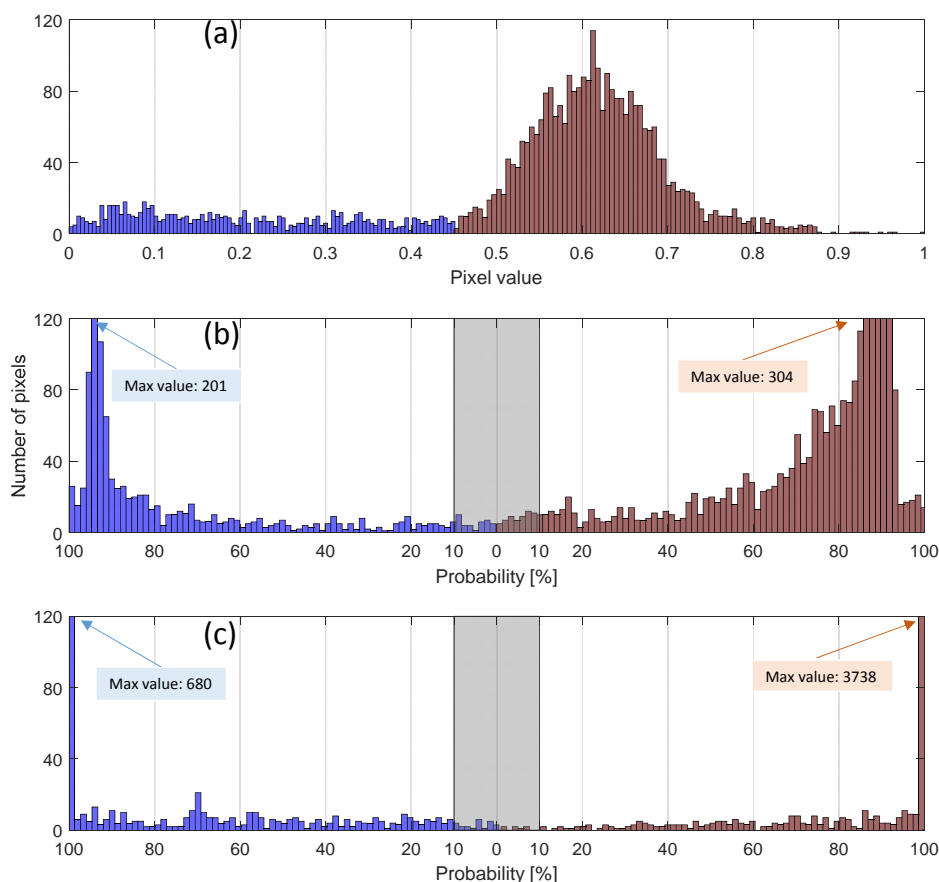 (a)
120
80
40
0
0 0.1 0.2 0.3 0.4 0.5 0.6 0.7 0.8 0.9 1
Pixel value
(b)
120
80
40
0
Number of pixels
Max value: 201
Max value: 304
100 80 60 40 20 10 0 10 20 40 60 80 100
Probability [%]
(c)
120
80
40
0
Max value: 680
Max value: 3738
100 80 60 40 20 10 0 10 20 40 60 80 100
Probability [%]